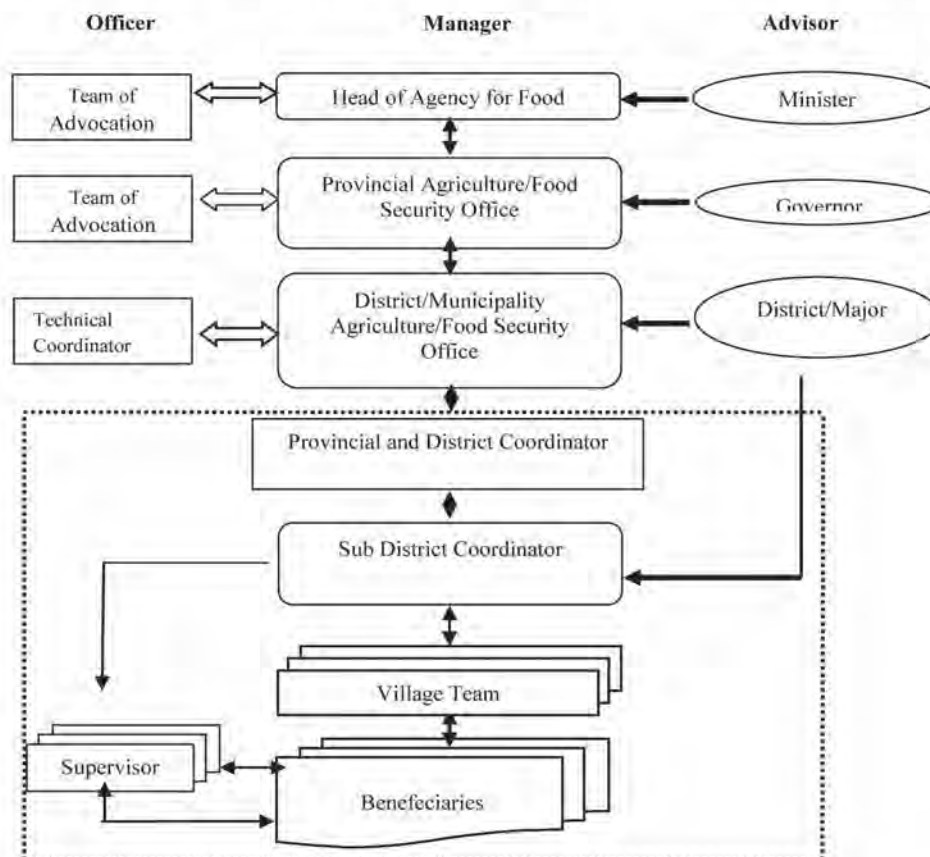 Officer Manager Advisor
Team of
Advocation
Head of Agency for Food
Minister
Team of
Advocation
Provincial Agriculture/Food
Security Office
Governor
Technical
Coordinator
District/Municipality
Agriculture/Food Security
Office
District/Major
Provincial and District Coordinator
Sub District Coordinator
Village Team
Supervisor
Benefeciaries